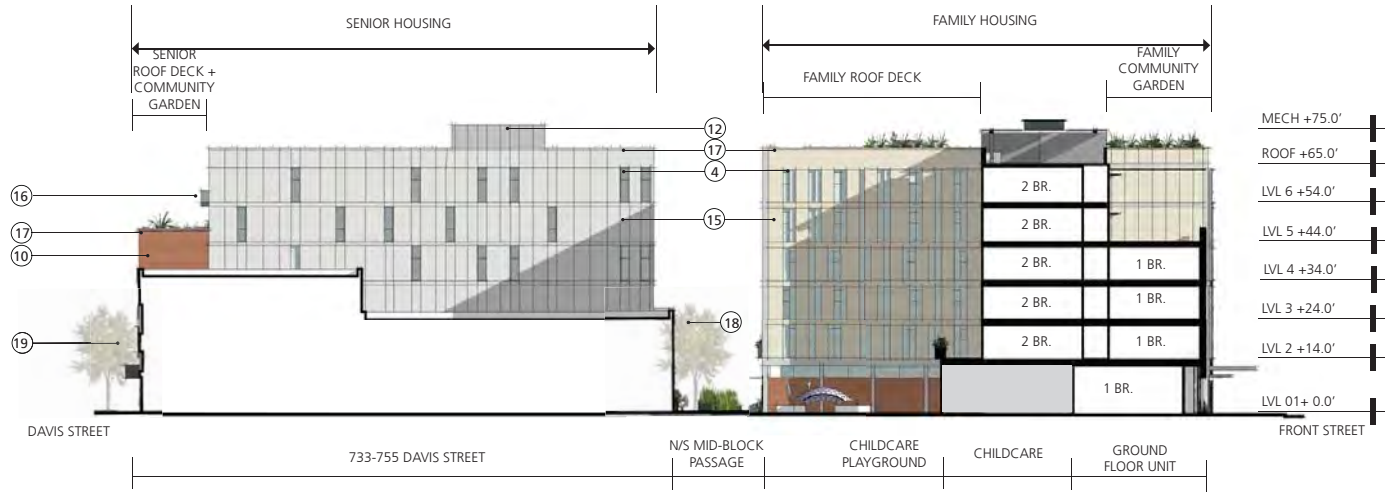 SENIOR HOUSING
FAMILY HOUSING
SENIOR
ROOF DECK +
COMMUNITY
GARDEN
FAMILY ROOF DECK
FAMILY
COMMUNITY
GARDEN
12
17
4
15
16
17
10
19
18
2 BR.
2 BR.
2 BR.
1 BR.
2 BR.
1 BR.
2 BR.
1 BR.
1 BR.
MECH +75.0'
ROOF +65.0'
LVL 6 +54.0'
LVL 5 +44.0'
LVL 4 +34.0'
LVL 3 +24.0'
LVL 2 +14.0'
LVL 01+ 0.0'
DAVIS STREET
FRONT STREET
733-755 DAVIS STREET
N/S MID-BLOCK
PASSAGE
CHILDCARE
PLAYGROUND
CHILDCARE
GROUND
FLOOR UNIT